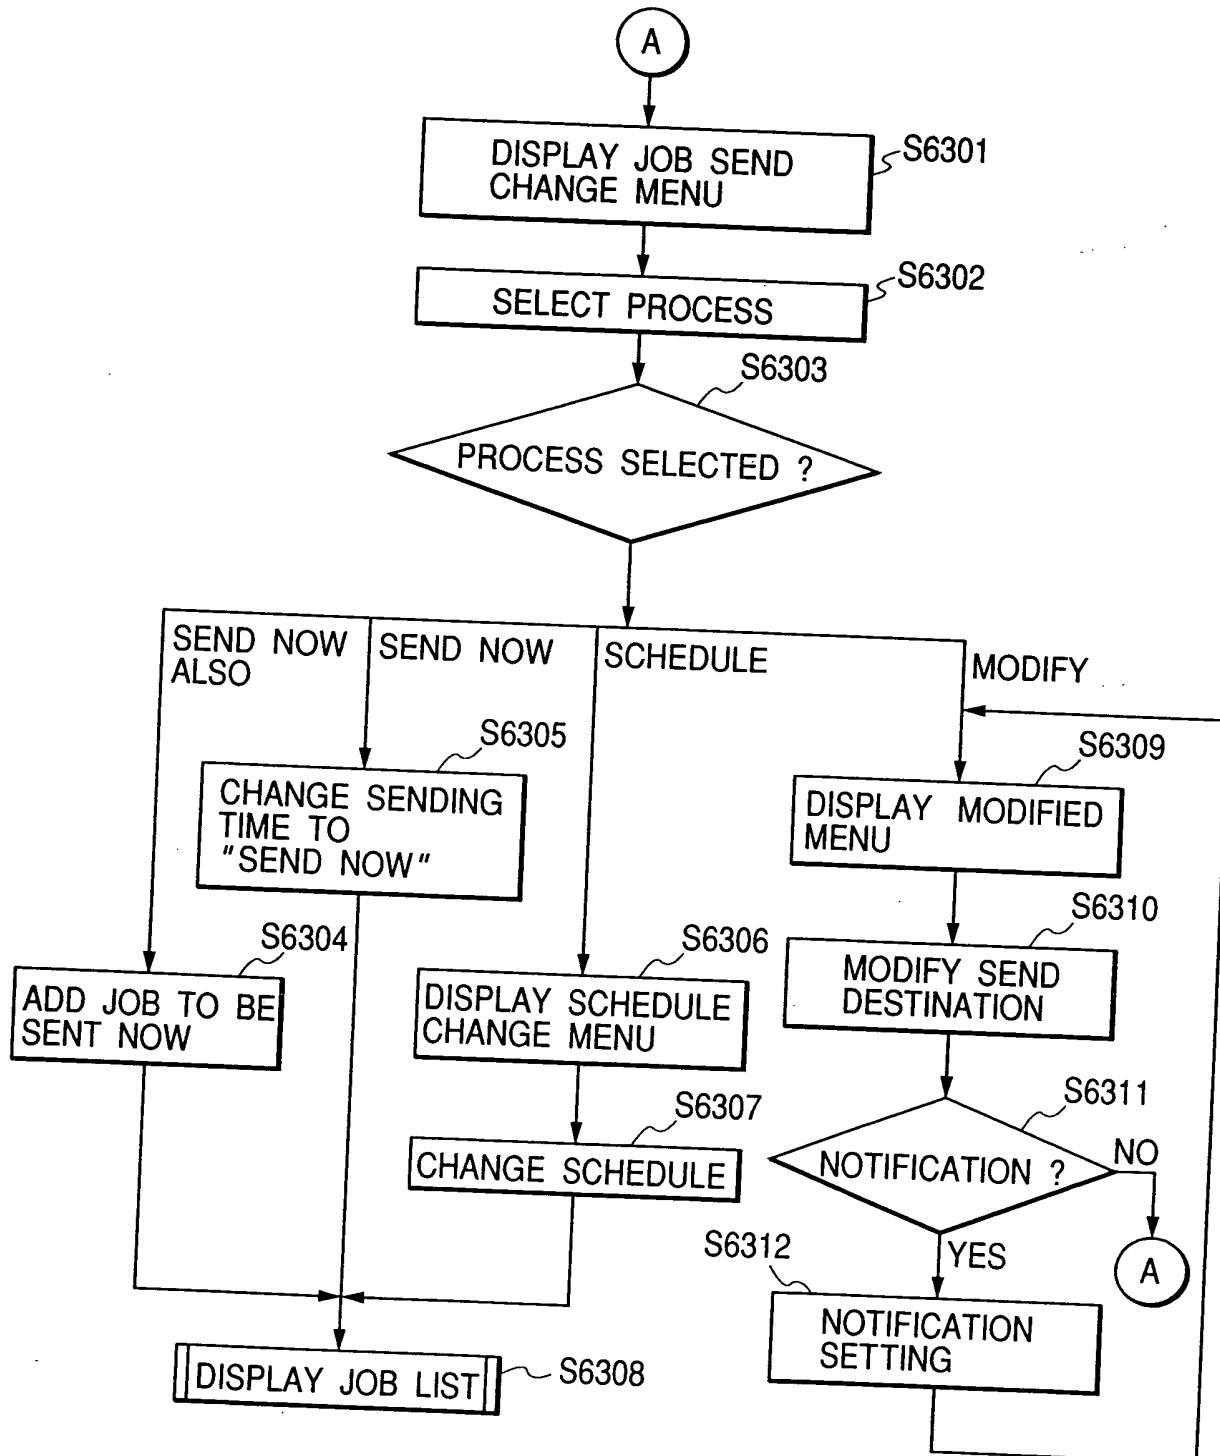 A
DISPLAY JOB SEND
CHANGE MENU
S6301
SELECT PROCESS
S6302
S6303
PROCESS SELECTED ?
SEND NOW
ALSO
SEND NOW
SCHEDULE
MODIFY
S6305
CHANGE SENDING
TIME TO
"SEND NOW"
S6309
DISPLAY MODIFIED
MENU
S6304
ADD JOB TO BE
SENT NOW
S6306
DISPLAY SCHEDULE
CHANGE MENU
S6310
MODIFY SEND
DESTINATION
S6307
CHANGE SCHEDULE
S6311
NOTIFICATION ?
NO
A
YES
S6312
NOTIFICATION
SETTING
DISPLAY JOB LIST
S6308